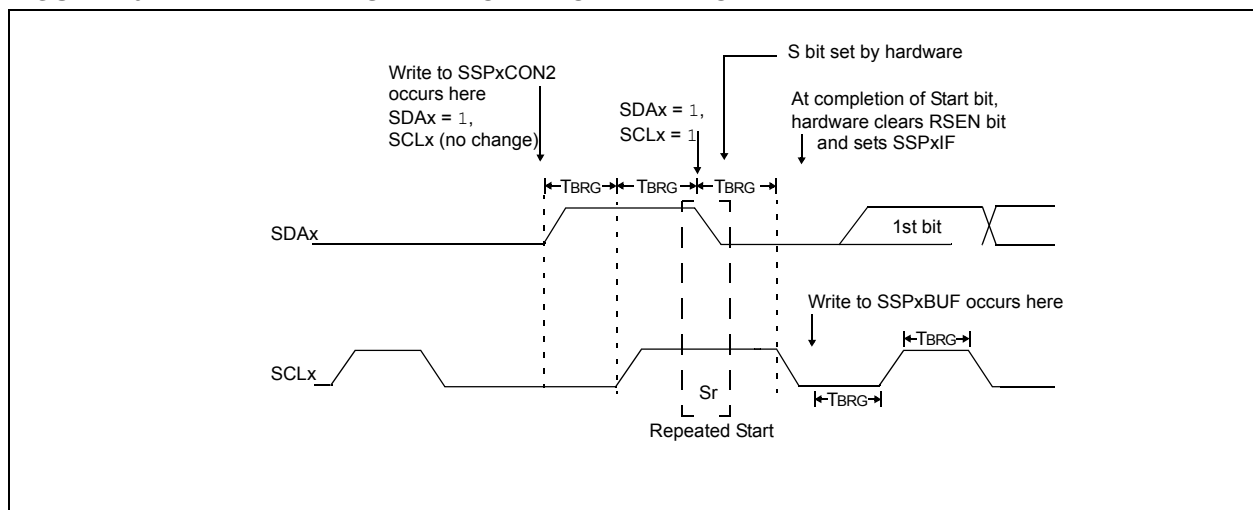 S bit set by hardware
Write to SSPxCON2
occurs here
SDAx = 1,
SCLx (no change)
SDAx = 1,
SCLx = 1
At completion of Start bit,
hardware clears RSEN bit
and sets SSPxIF
TBRG TBRG TBRG
SDAx
1st bit
Write to SSPxBUF occurs here
TBRG
SCLx
Sr
TBRG
Repeated Start